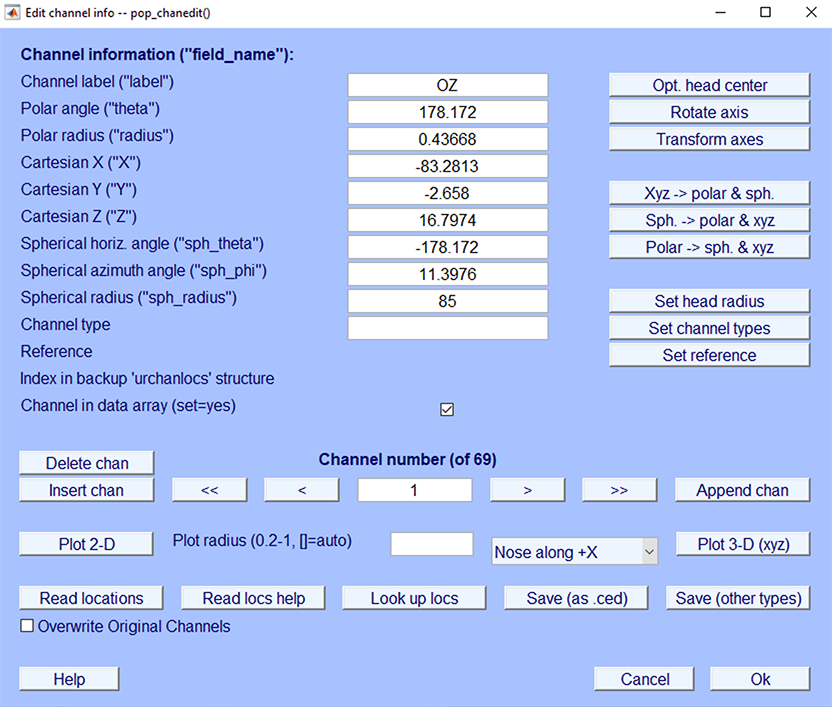 Edit channel info -- pop_chanedit()
Channel information ("field_name"):
Channel label ("label") OZ Opt. head center
Polar angle ("theta") 178.172 Rotate axis
Polar radius ("radius") 0.43668 Transform axes
Cartesian X ("X") -83.2813
Cartesian Y ("Y") -2.658 Xyz -> polar & sph.
Cartesian Z ("Z") 16.7974 Sph. -> polar & xyz
Spherical horiz. angle ("sph_theta") -178.172 Polar -> sph. & xyz
Spherical azimuth angle ("sph_phi") 11.3976
Spherical radius ("sph_radius") 85 Set head radius
Channel type Set channel types
Reference Set reference
Index in backup 'urchanlocs' structure
Channel in data array (set=yes)
Delete chan Channel number (of 69)
Insert chan << < 1 > >> Append chan
Plot 2-D Plot radius (0.2-1, []=auto) Nose along +X Plot 3-D (xyz)
Read locations Read locs help Look up locs Save (as .ced) Save (other types)
Overwrite Original Channels
Help Cancel Ok